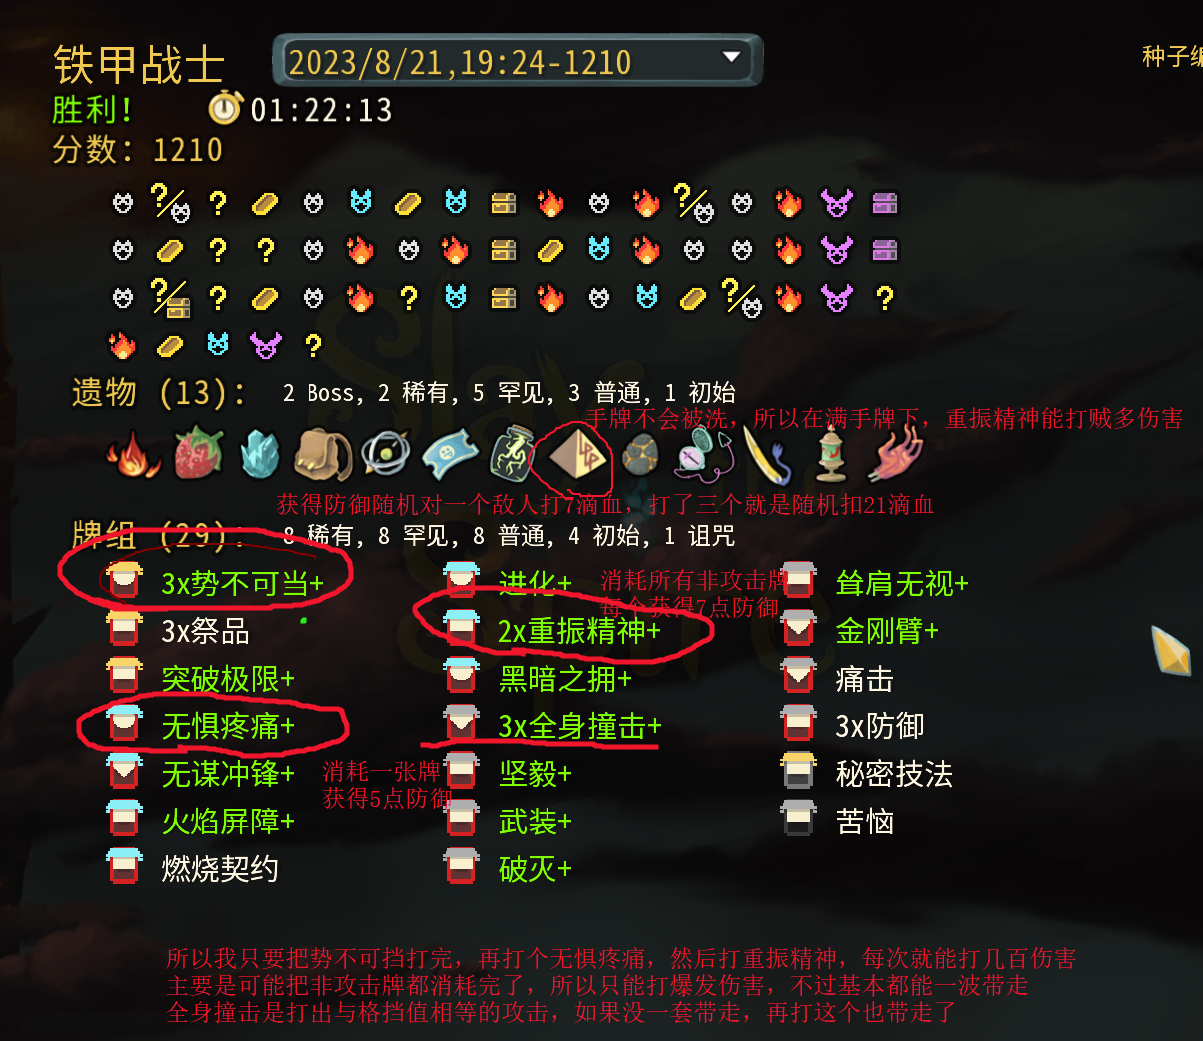 铁甲战士
2023/8/21,19:24-1210
种子编
胜利!
01:22:13
分数: 1210
遗物 (13):
2 Boss, 2 稀有, 5 罕见, 3 普通, 1 初始
手牌不会被洗，所以在满手牌下，重振精神能打贼多伤害
获得防御随机对一个敌人打7滴血，打了三个就是随机扣21滴血
牌组 (29):
8 稀有, 8 罕见, 8 普通, 4 初始, 1 诅咒
3x势不可当+
进化+
消耗所有非攻击牌
每个获得7点防御
耸肩无视+
3x祭品
2x重振精神+
金刚臂+
突破极限+
黑暗之拥+
痛击
无惧疼痛+
3x全身撞击+
3x防御
无谋冲锋+
消耗一张牌
获得5点防御
坚毅+
秘密技法
火焰屏障+
武装+
苦恼
燃烧契约
破灭+
所以我只要把势不可挡打完，再打个无惧疼痛，然后打重振精神，每次就能打几百伤害
主要是可能把非攻击牌都消耗完了，所以只能打爆发伤害，不过基本都能一波带走
全身撞击是打出与格挡值相等的攻击，如果没一套带走，再打这个也带走了